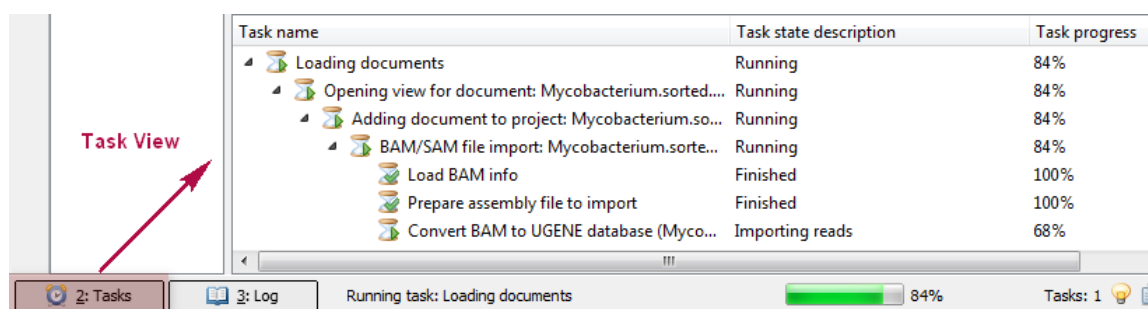 Task name Task state description Task progress
Loading documents Running 84%
Opening view for document: Mycobacterium.sorted.... Running 84%
Adding document to project: Mycobacterium.so... Running 84%
Task View
BAM/SAM file import: Mycobacterium.sorte... Running 84%
Load BAM info Finished 100%
Prepare assembly file to import Finished 100%
Convert BAM to UGENE database (Myco... Importing reads 68%
2: Tasks 3: Log Running task: Loading documents 84% Tasks: 1